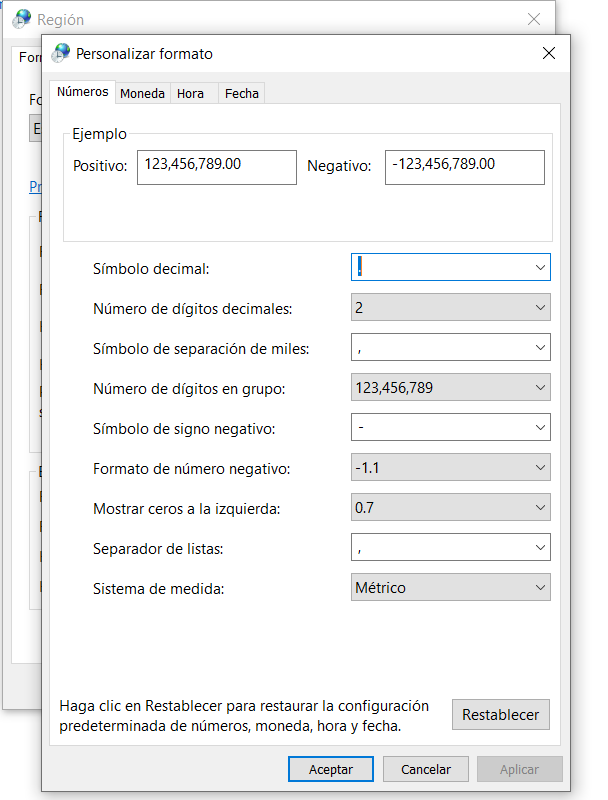 Región
Personalizar formato
Números Moneda Hora Fecha
Ejemplo
Positivo: 123,456,789.00 Negativo: -123,456,789.00
Símbolo decimal: .
Número de dígitos decimales: 2
Símbolo de separación de miles: ,
Número de dígitos en grupo: 123,456,789
Símbolo de signo negativo: -
Formato de número negativo: -1.1
Mostrar ceros a la izquierda: 0.7
Separador de listas: ,
Sistema de medida: Métrico
Haga clic en Restablecer para restaurar la configuración
predeterminada de números, moneda, hora y fecha.
Restablecer
Aceptar Cancelar Aplicar